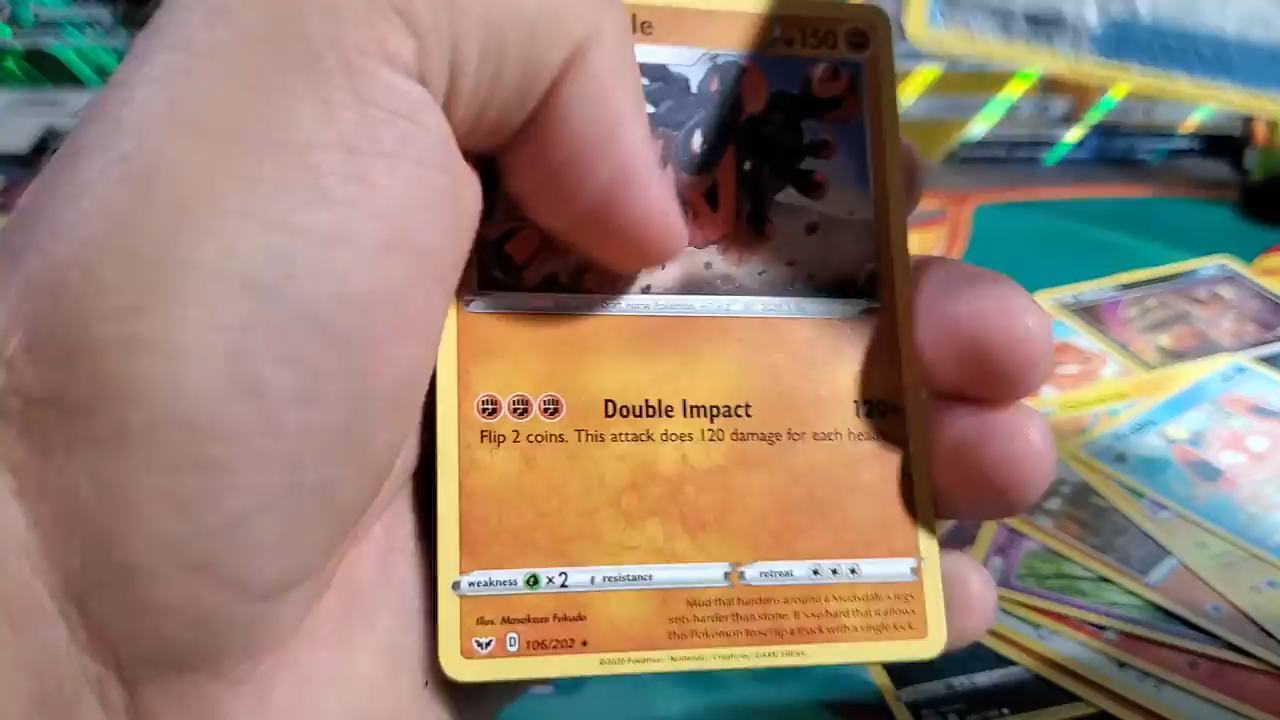 le 130
Double Impact 120
Flip 2 coins. This attack does 120 damage for each
weakness ×2 resistance retreat
Illus. Masakazu Fukuda
Mud that hardens around a Mudsdale's legs
sets harder than stone. It's so hard that it allows
this Pokémon to scrap a truck with a single kick.
D 106/202
©2020 Pokémon / Nintendo / Creatures / GAME FREAK